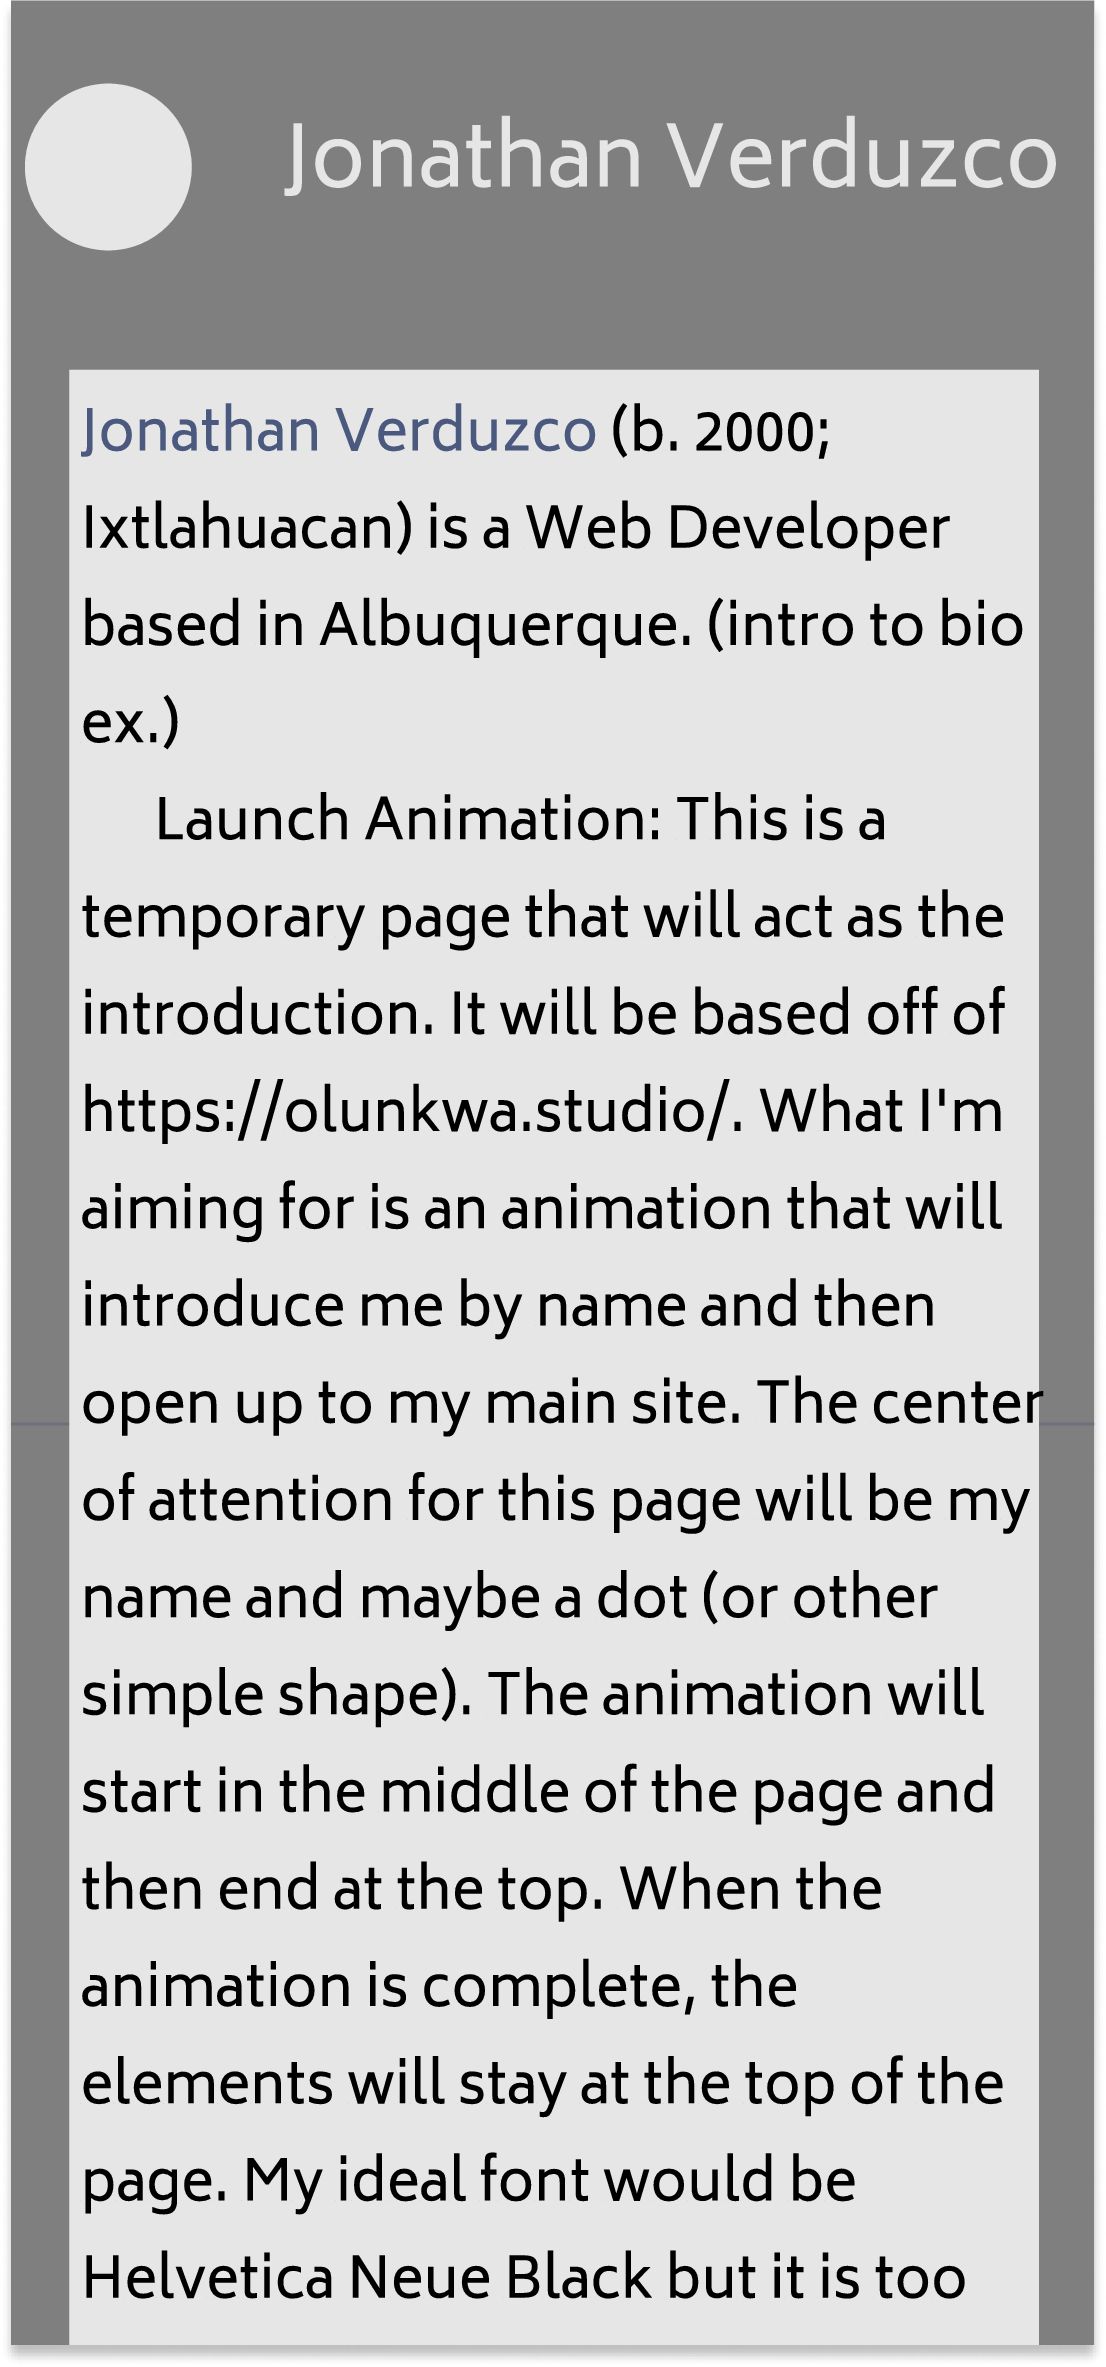 Jonathan Verduzco
Jonathan Verduzco (b. 2000;
Ixtlahuacan) is a Web Developer
based in Albuquerque. (intro to bio
ex.)
Launch Animation: This is a
temporary page that will act as the
introduction. It will be based off of
https://olunkwa.studio/. What I'm
aiming for is an animation that will
introduce me by name and then
open up to my main site. The center
of attention for this page will be my
name and maybe a dot (or other
simple shape). The animation will
start in the middle of the page and
then end at the top. When the
animation is complete, the
elements will stay at the top of the
page. My ideal font would be
Helvetica Neue Black but it is too